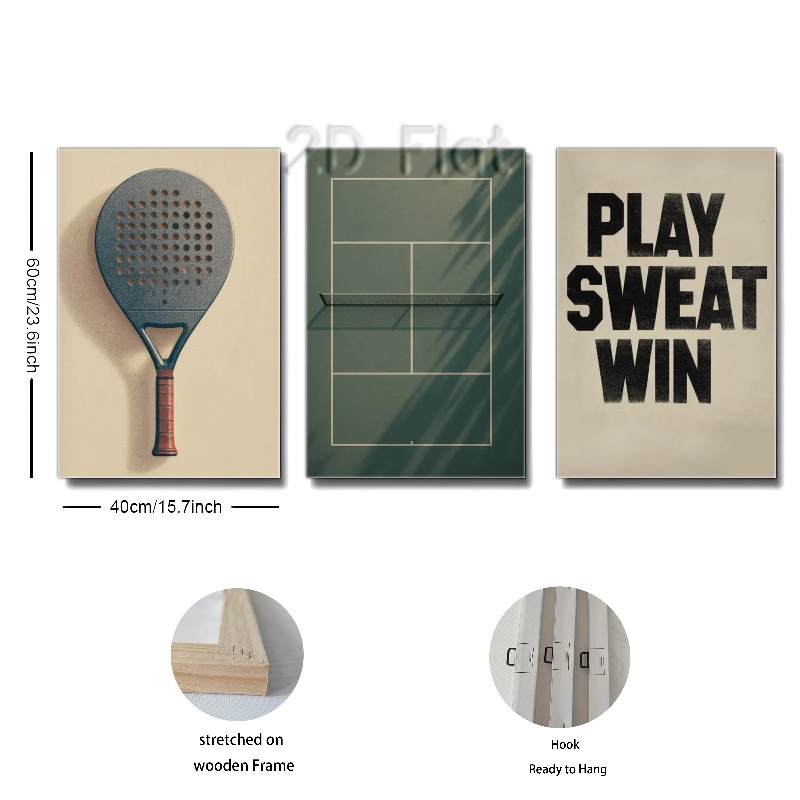 2D Flat
PLAY
SWEAT
WIN
60cm/23.6inch
40cm/15.7inch
stretched on
wooden Frame
Hook
Ready to Hang